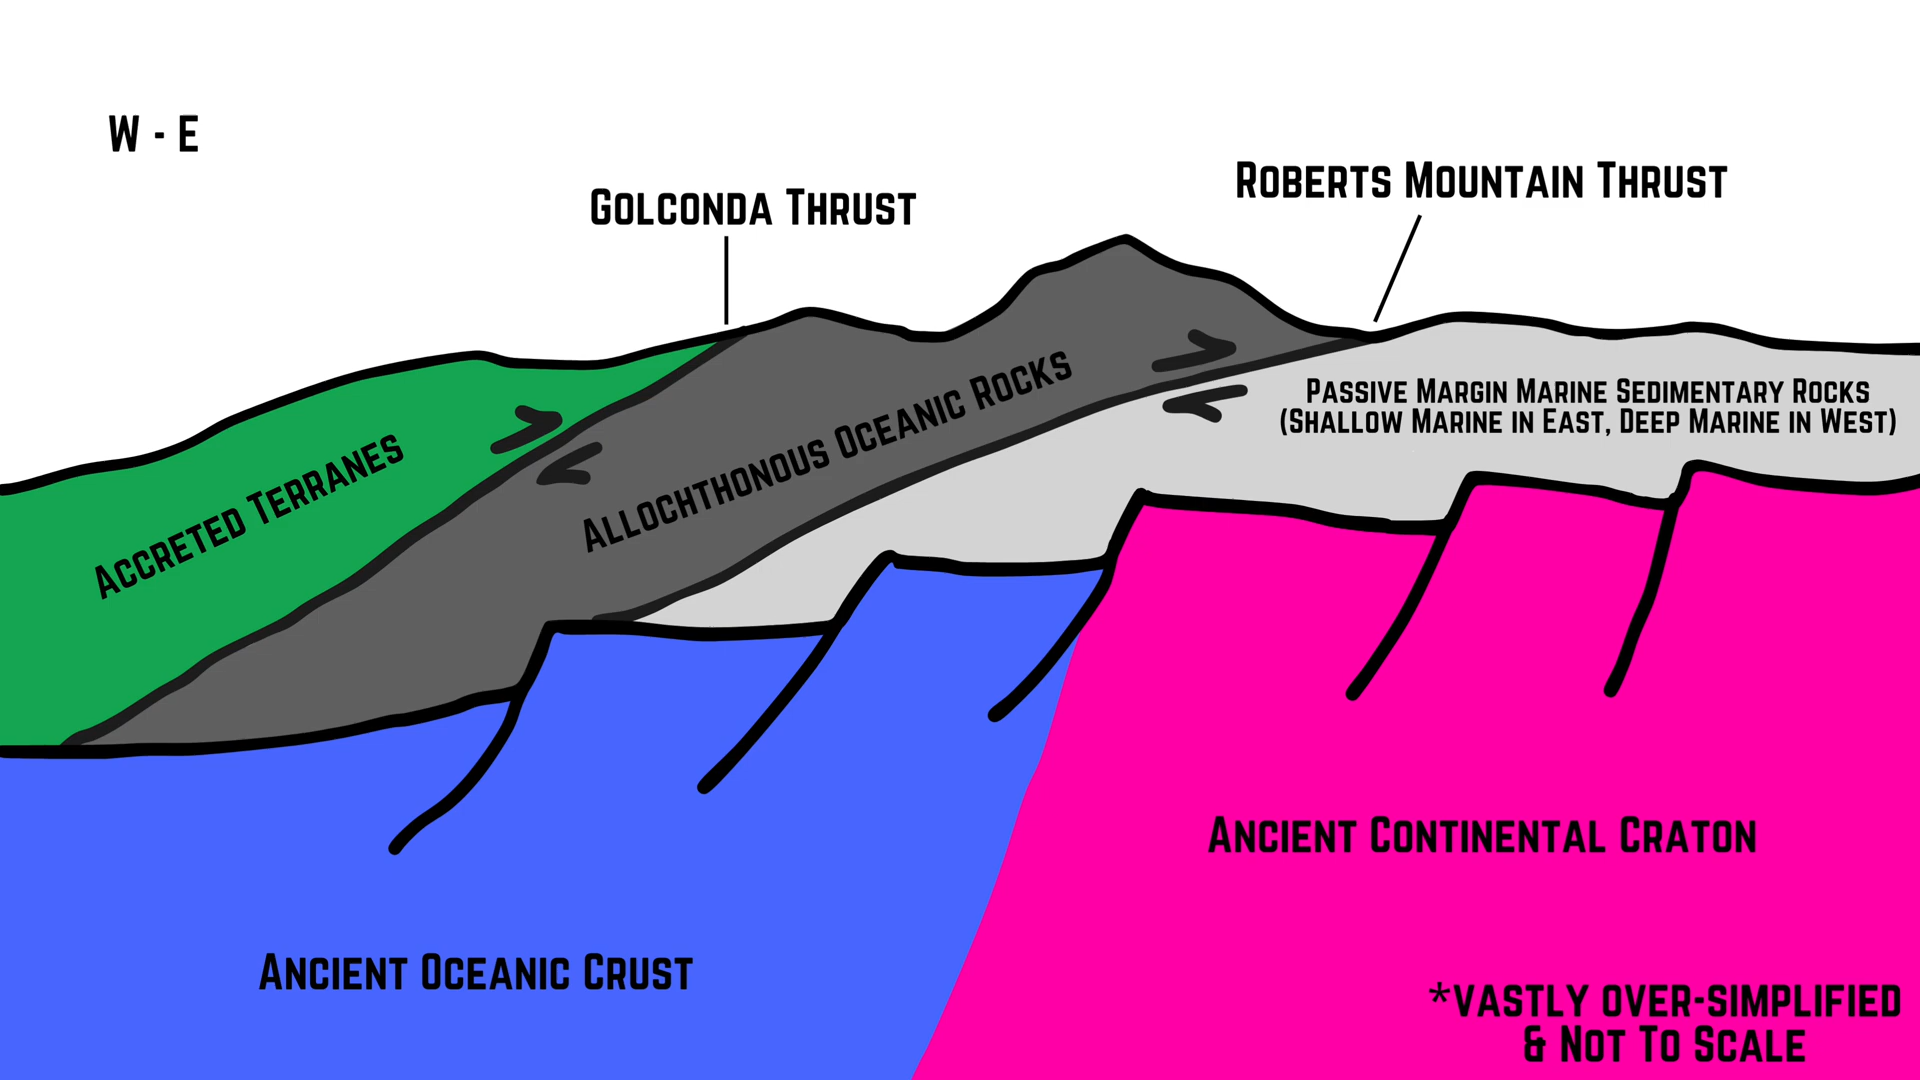 W - E
Golconda Thrust
Roberts Mountain Thrust
Accreted Terranes
Allochthonous Oceanic Rocks
Passive Margin Marine Sedimentary Rocks
(Shallow Marine in East, Deep Marine in West)
Ancient Continental Craton
Ancient Oceanic Crust
*vastly over-simplified
& Not To Scale